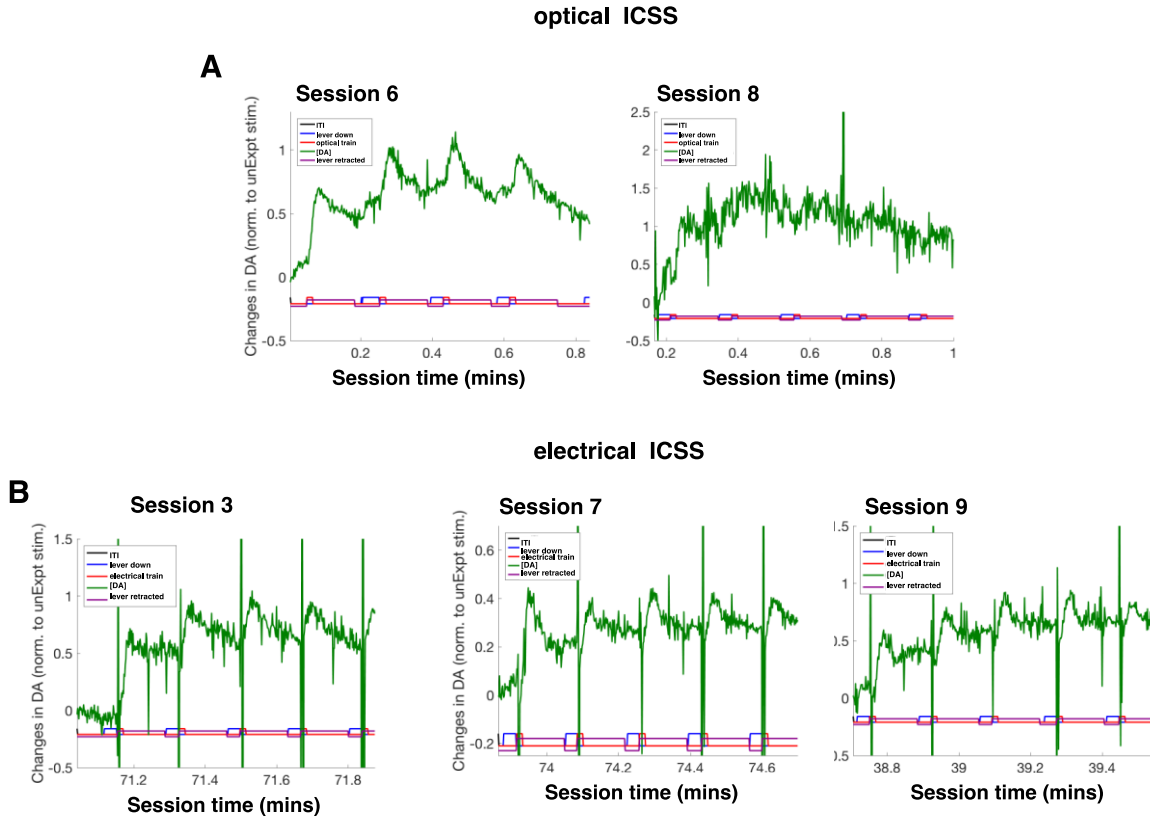 optical ICSS
A
Session 6
Session 8
Changes in DA (norm. to unExpt stim.)
1
0.5
0
-0.5
ITI
lever down
optical train
[DA]
lever retracted
0.2
0.4
0.6
0.8
Session time (mins)
2.5
2
1.5
1
0.5
0
-0.5
ITI
lever down
optical train
[DA]
lever retracted
0.2
0.4
0.6
0.8
1
Session time (mins)
electrical ICSS
B
Session 3
Session 7
Session 9
Changes in DA (norm. to unExpt stim.)
1.5
1
0.5
0
-0.5
ITI
lever down
electrical train
[DA]
lever retracted
71.2
71.4
71.6
71.8
Session time (mins)
0.6
0.4
0.2
0
-0.2
ITI
lever down
electrical train
[DA]
lever retracted
74
74.2
74.4
74.6
Session time (mins)
.5
1
0.5
0
0.5
ITI
lever down
electrical train
[DA]
lever retracted
38.8
39
39.2
39.4
Session time (mins)